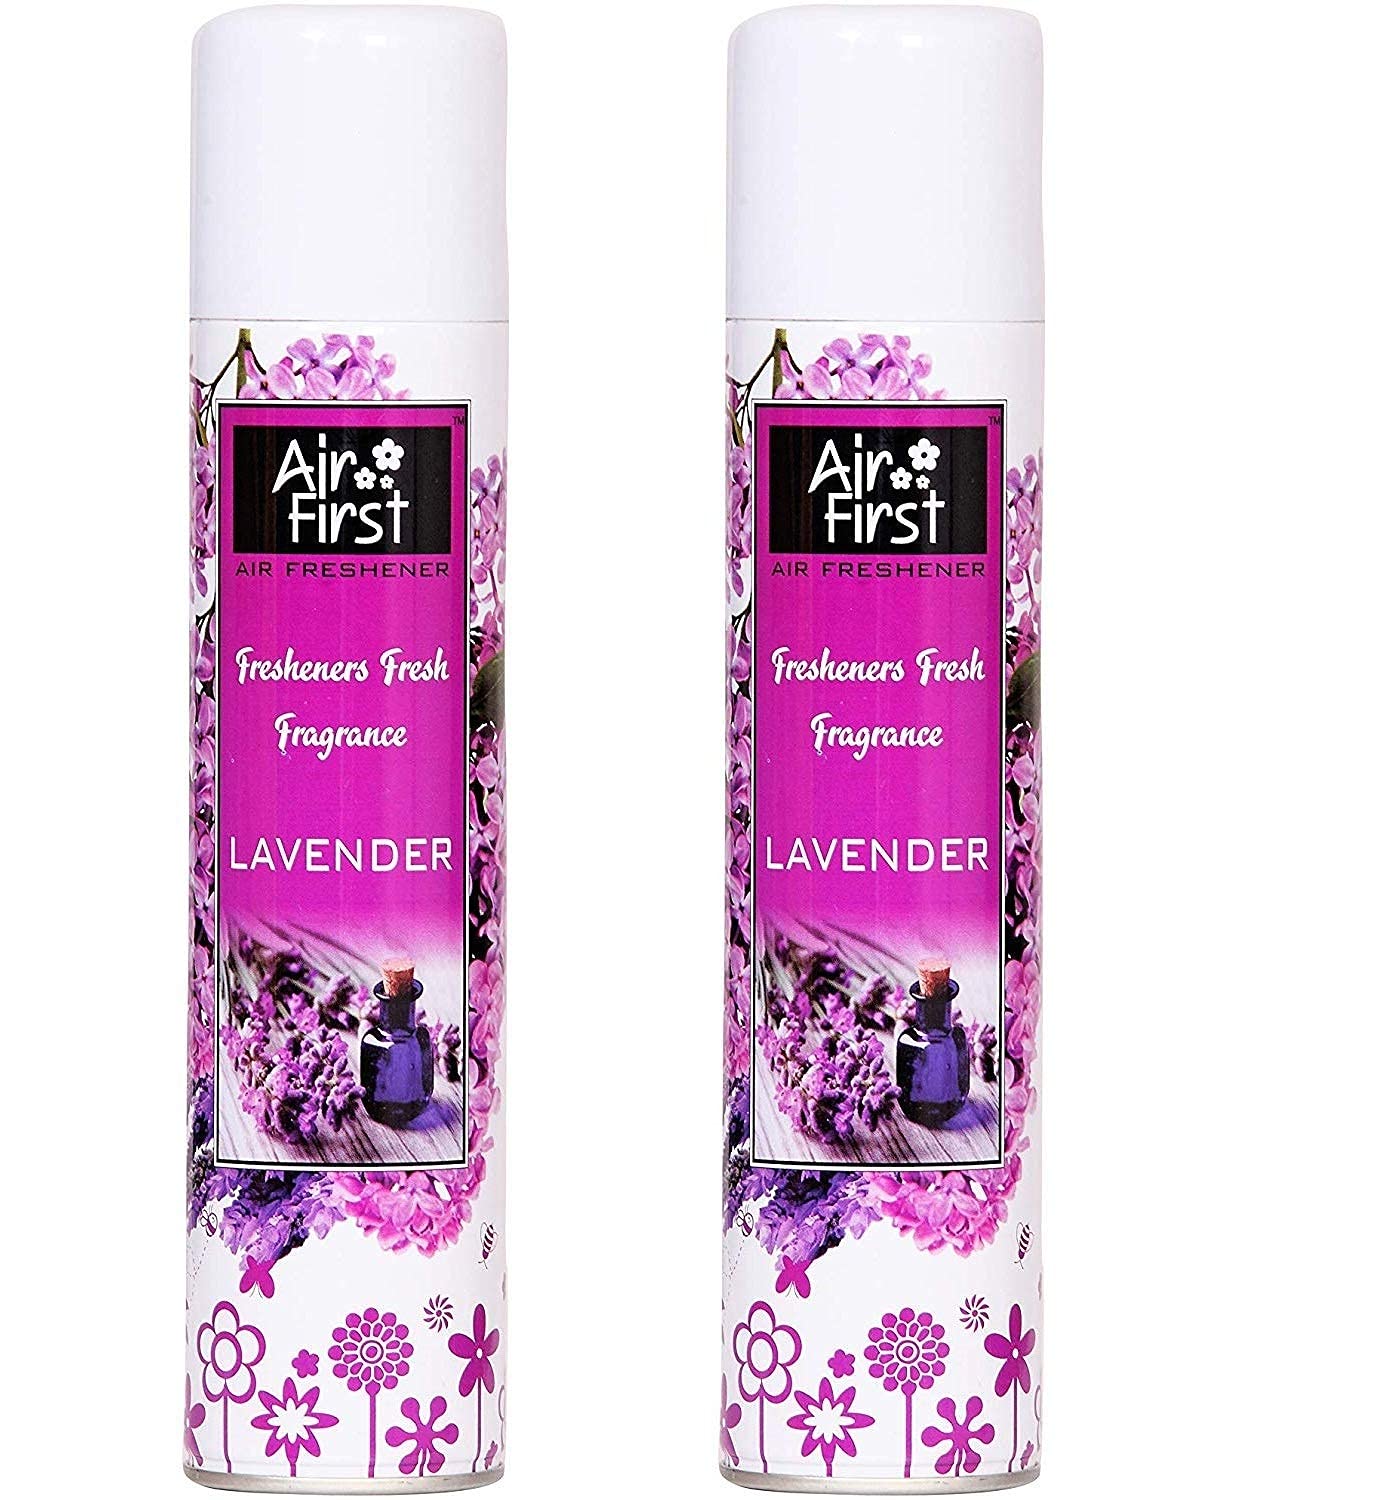 Air
First
TM
AIR FRESHENER
Fresheners Fresh
Fragrance
LAVENDER
Air
First
TM
AIR FRESHENER
Fresheners Fresh
Fragrance
LAVENDER